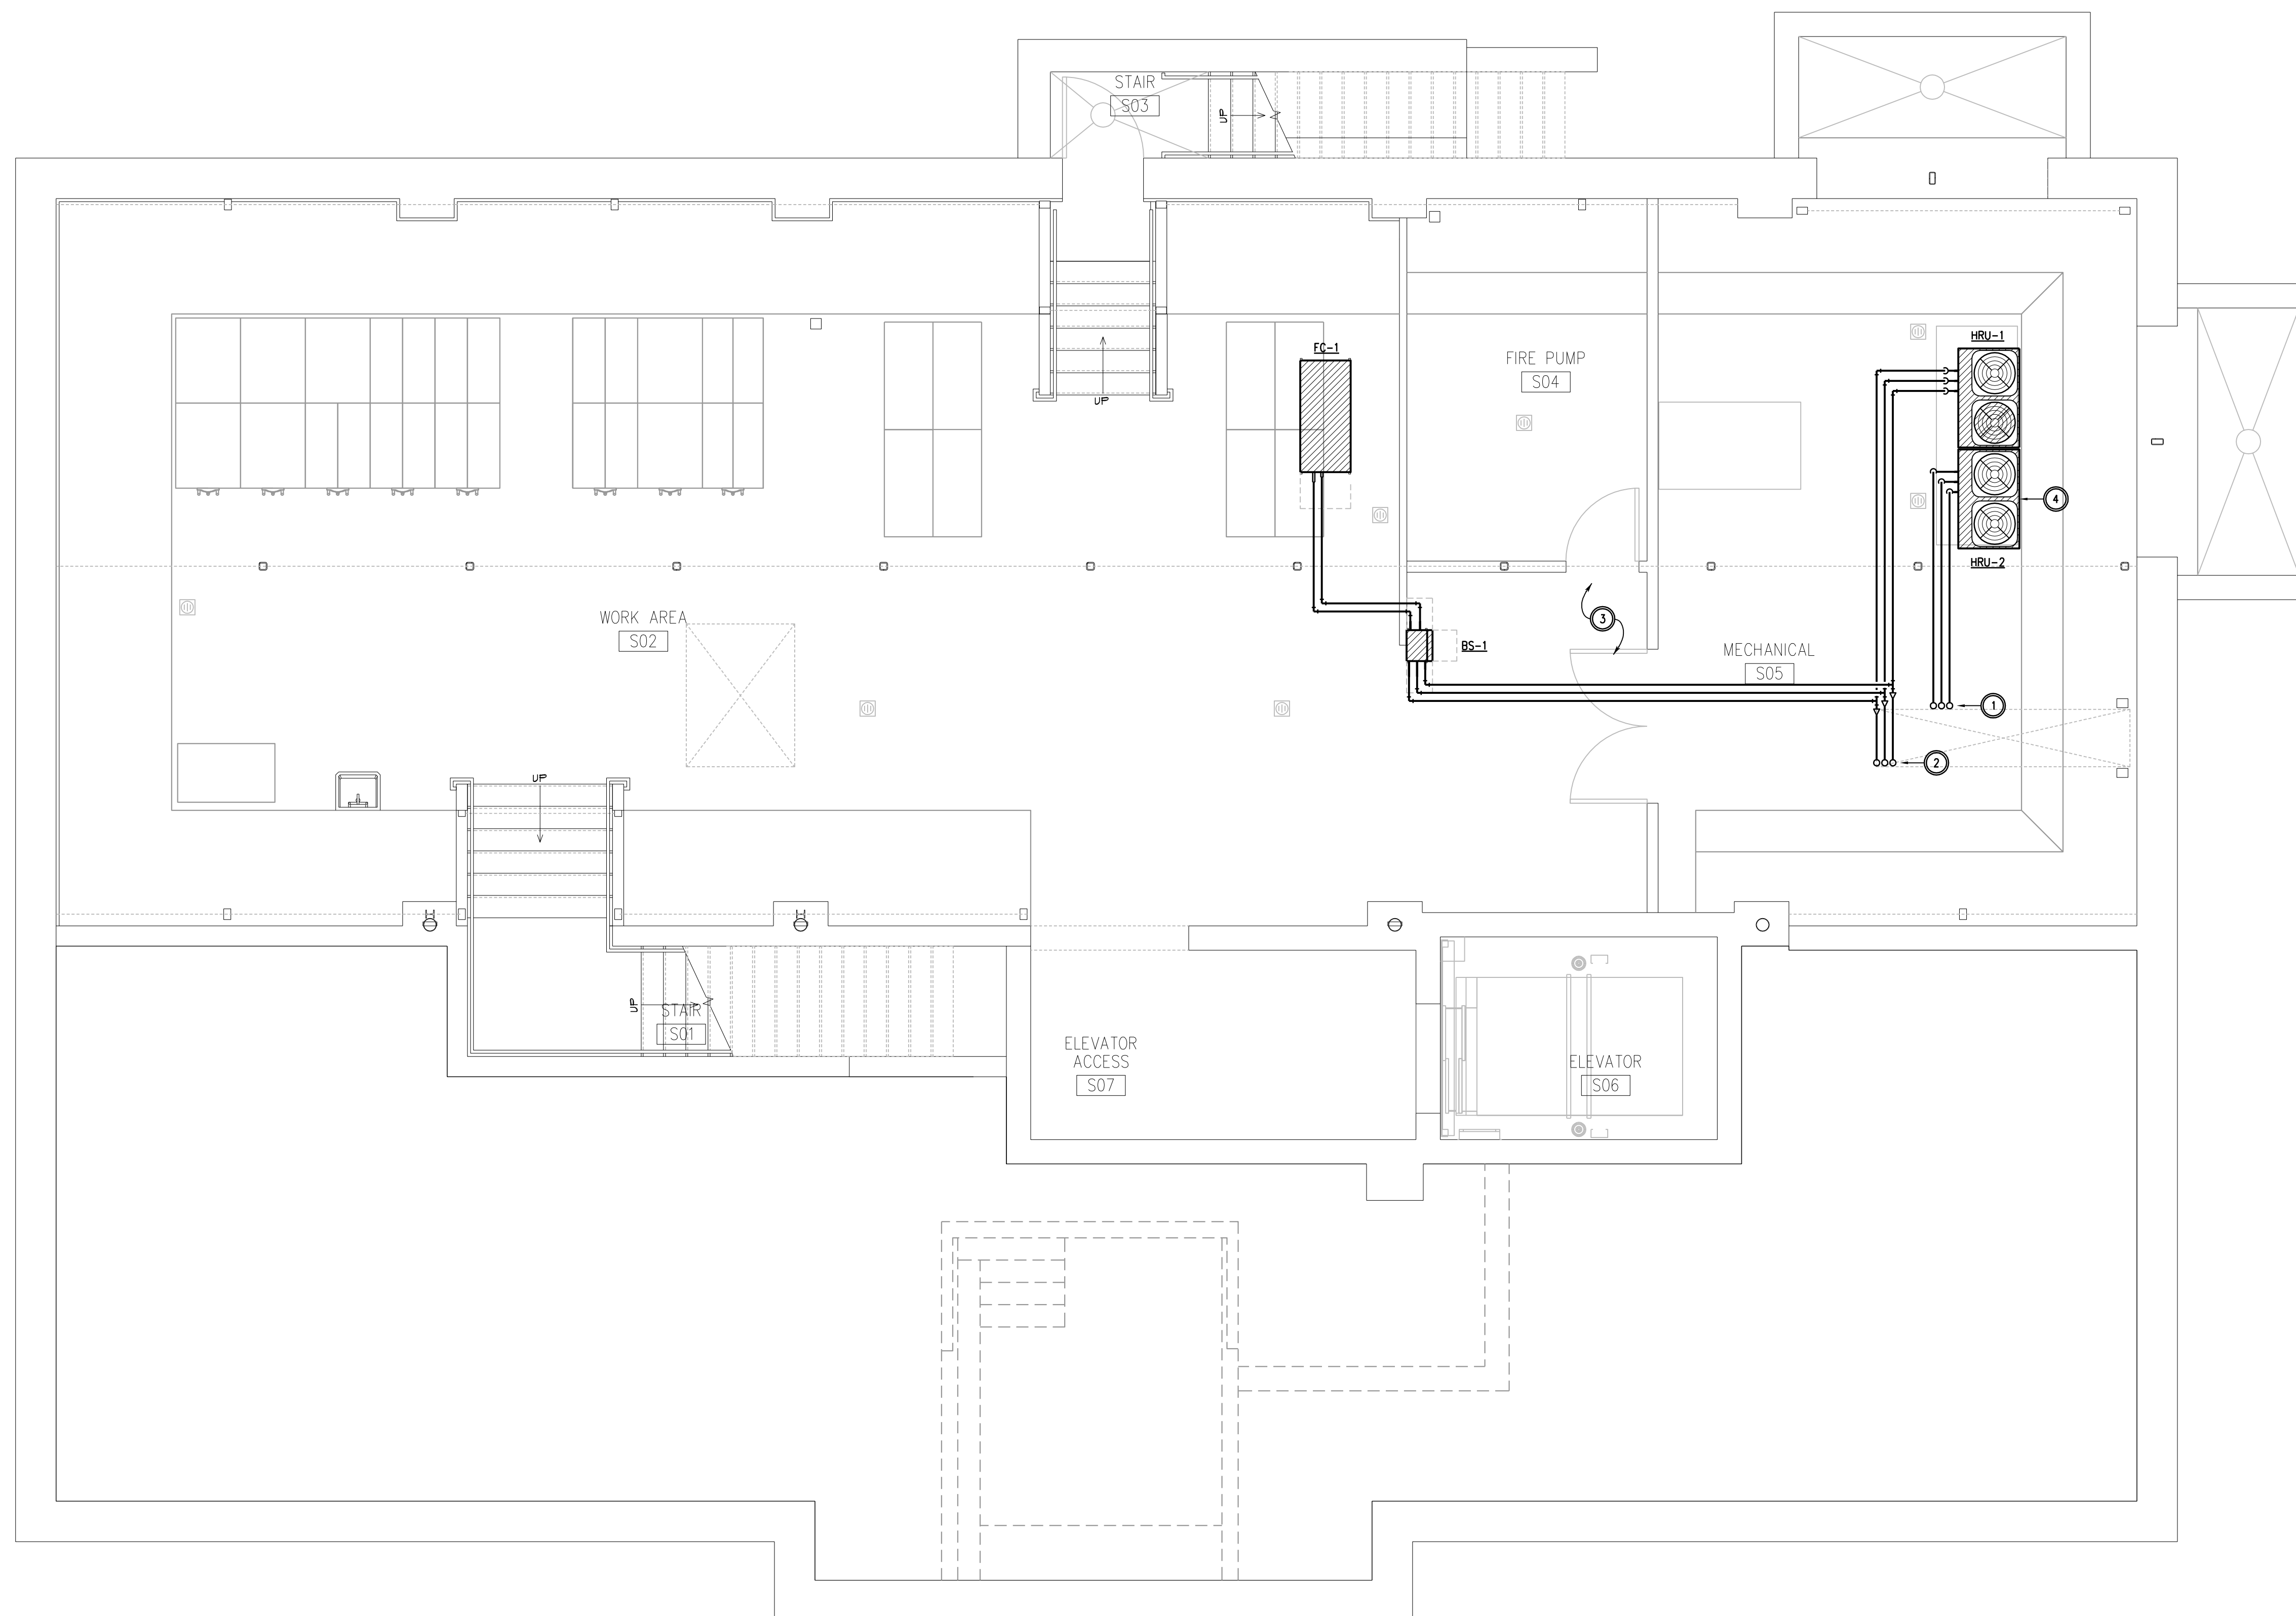 STAIR
S03
UP
FC-1
FIRE PUMP
S04
HRU-1
UP
4
HRU-2
WORK AREA
S02
3
BS-1
MECHANICAL
S05
1
2
UP
UP
STAIR
S01
ELEVATOR
ACCESS
S07
ELEVATOR
S06